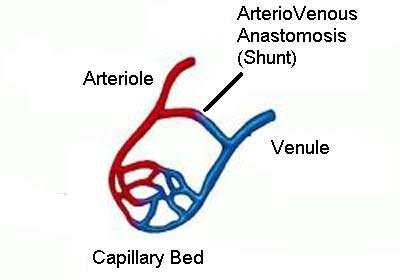 ArterioVenous
Anastomosis
(Shunt)
Arteriole
Venule
Capillary Bed